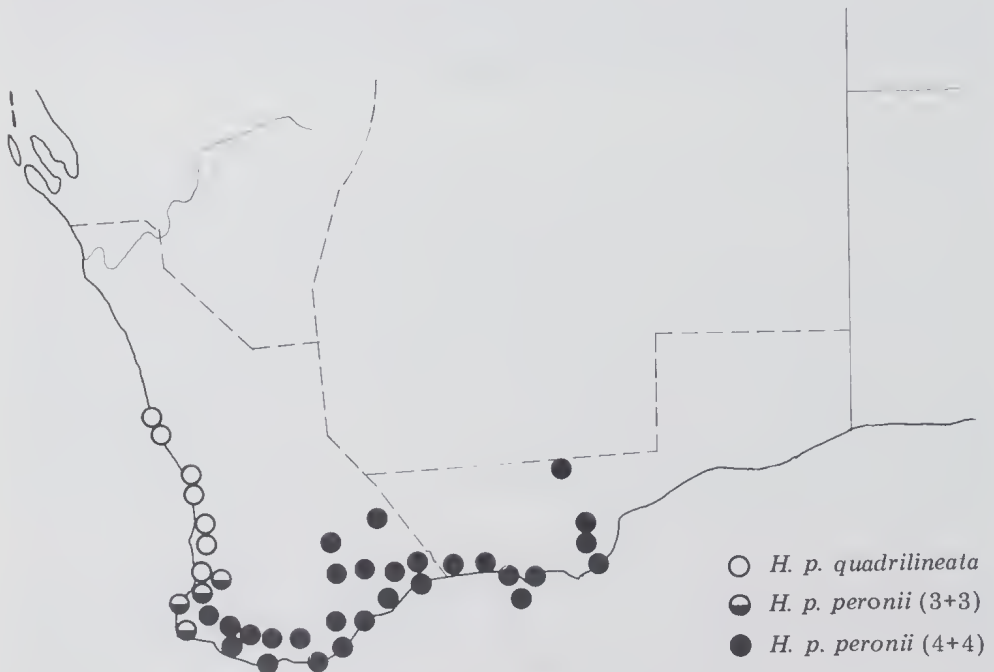 H. p. quadrilineata
H. p. peronii (3+3)
H. p. peronii (4+4)